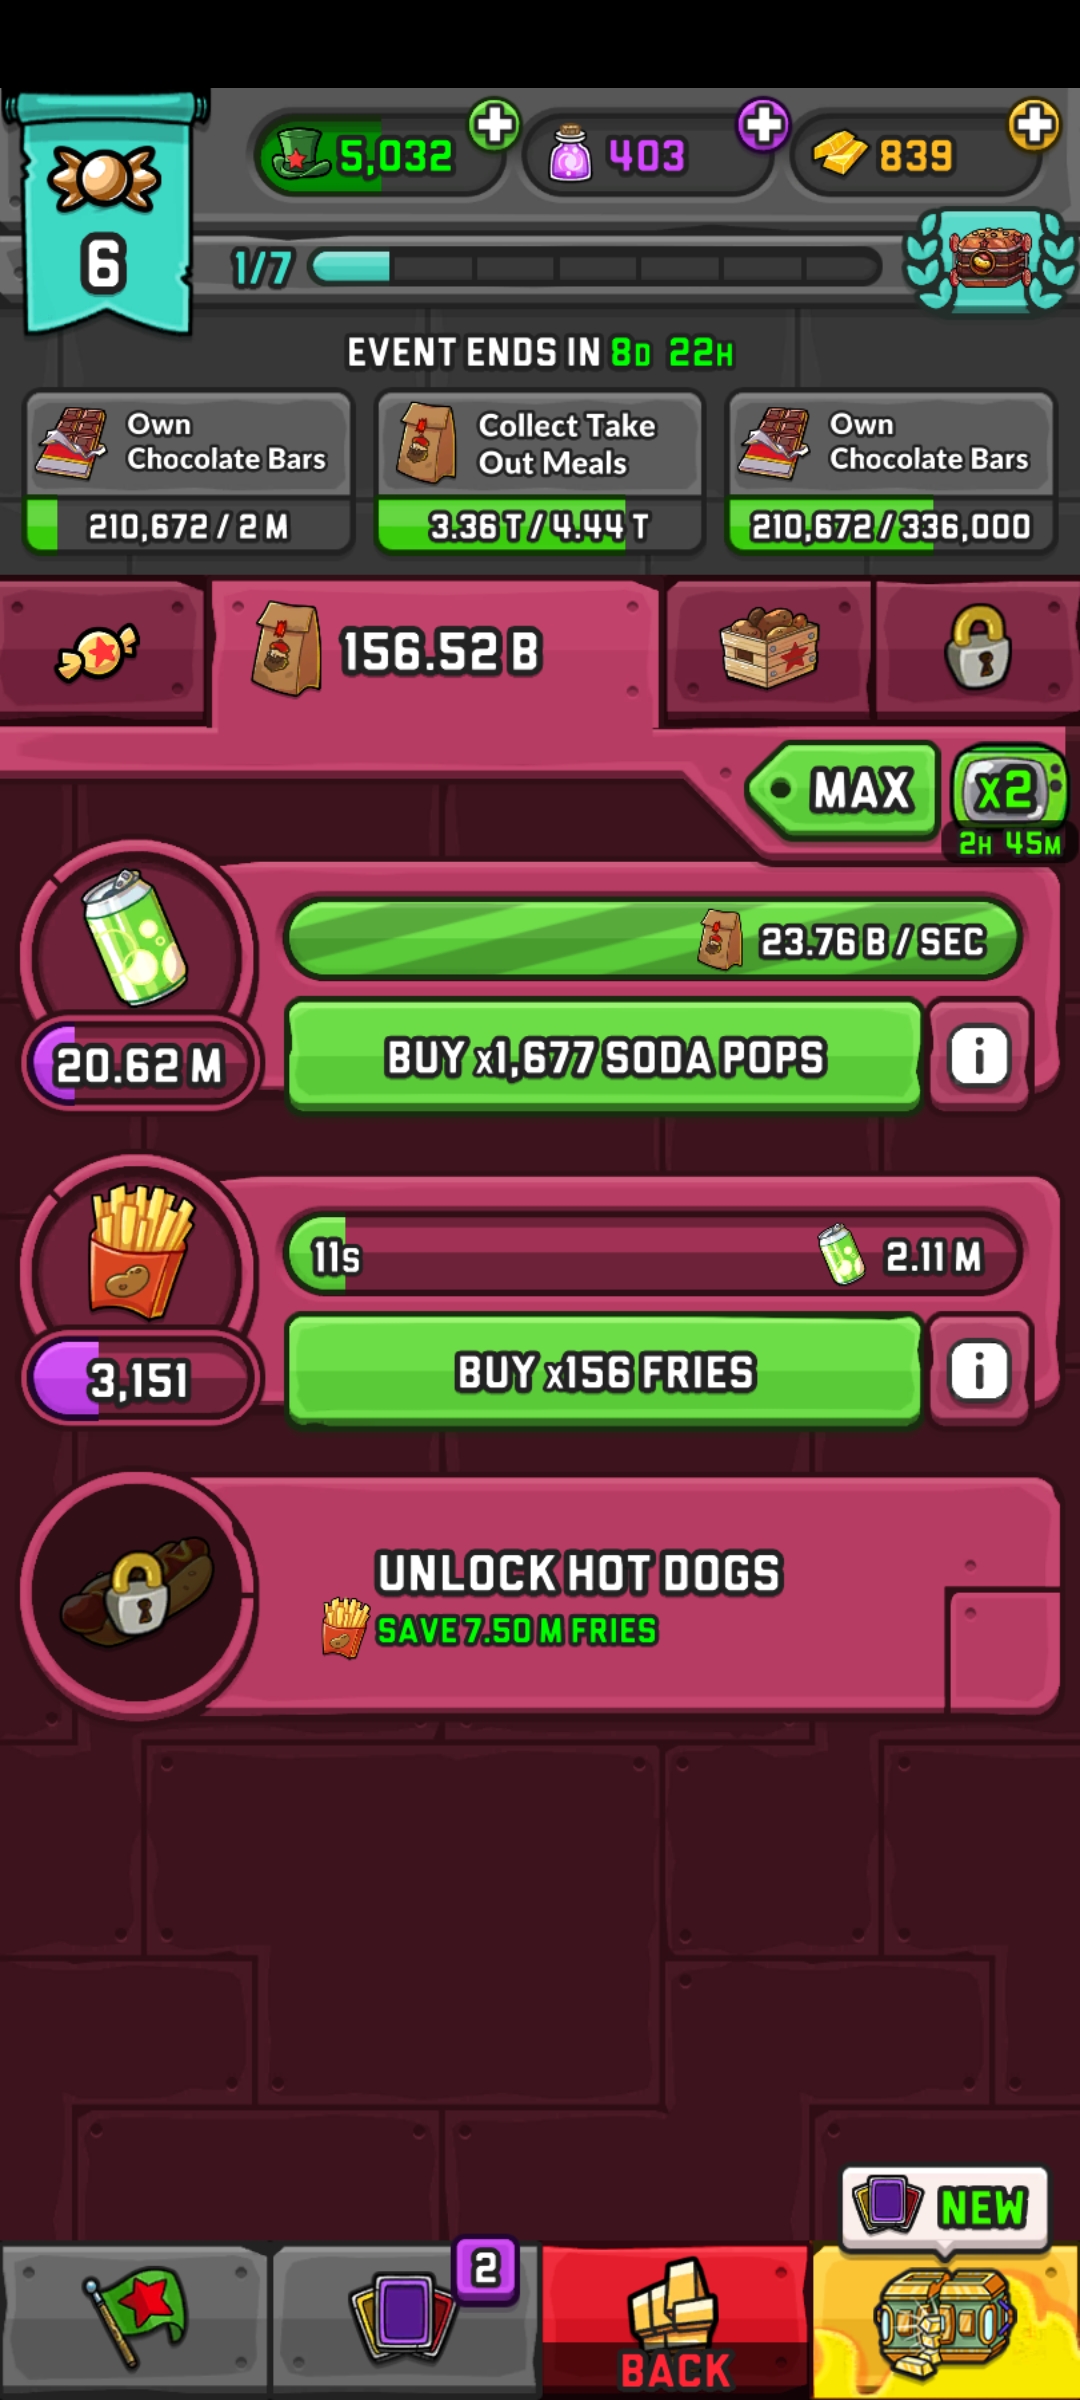 5,032
403
839
6
1/7
EVENT ENDS IN 8D 22H
Own
Chocolate Bars
210,672 / 2 M
Collect Take
Out Meals
3.36 T / 4.44 T
Own
Chocolate Bars
210,672 / 336,000
156.52 B
MAX
x2
2H 45M
23.76 B / SEC
20.62 M
BUY x1,677 SODA POPS
i
11s
2.11 M
3,151
BUY x156 FRIES
i
UNLOCK HOT DOGS
SAVE 7.50 M FRIES
NEW
2
BACK